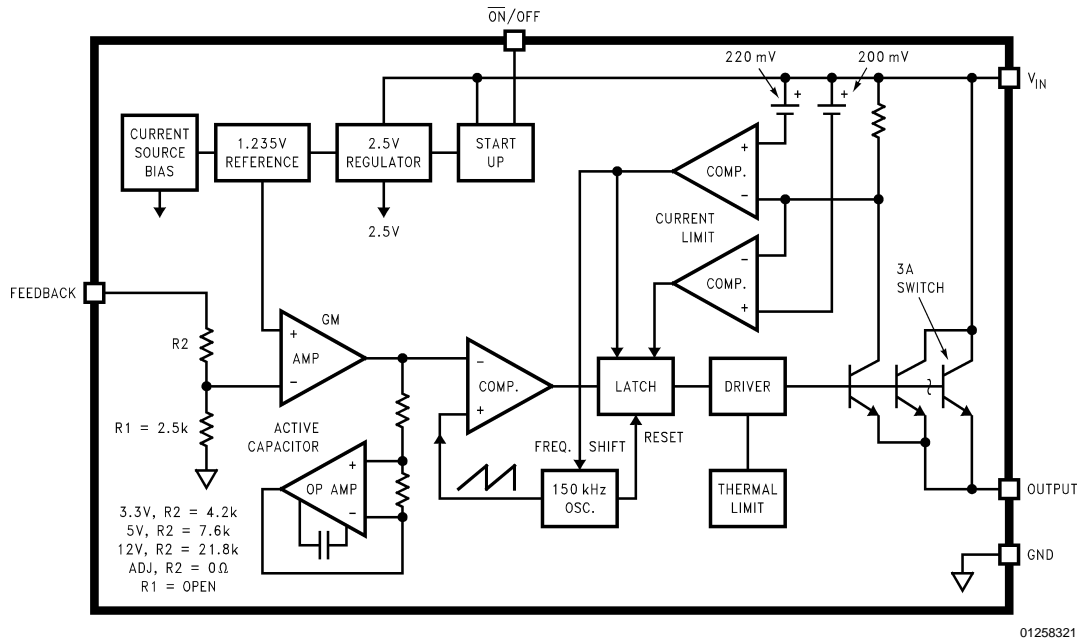 O̅N̅/OFF
220 mV
200 mV
+
+
VIN
CURRENT
SOURCE
BIAS
1.235V
REFERENCE
2.5V
REGULATOR
START
UP
2.5V
+
COMP.
−
CURRENT
LIMIT
−
COMP.
+
3A
SWITCH
FEEDBACK
R2
GM
+
AMP
−
−
COMP.
+
LATCH
DRIVER
R1 = 2.5k
ACTIVE
CAPACITOR
FREQ. SHIFT
RESET
+
OP AMP
−
150 kHz
OSC.
THERMAL
LIMIT
OUTPUT
3.3V, R2 = 4.2k
5V, R2 = 7.6k
12V, R2 = 21.8k
ADJ, R2 = 0Ω
R1 = OPEN
GND
01258321